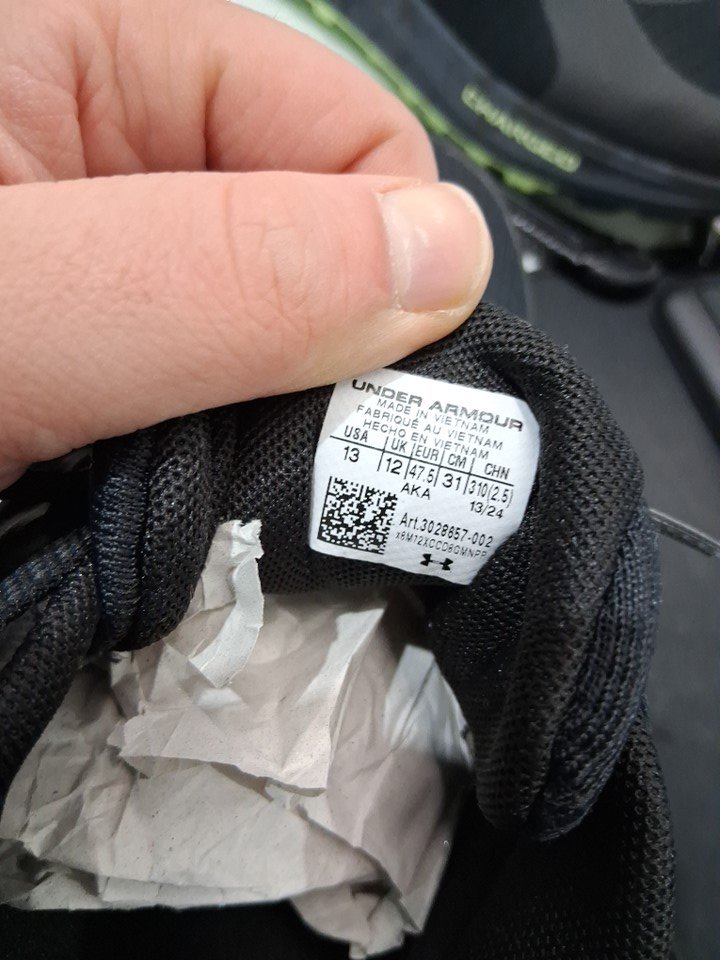 CHARGED
UNDER ARMOUR
MADE IN VIETNAM
FABRIQUÉ AU VIETNAM
HECHO EN VIETNAM
USA UK EUR CM CHN
13 12 47.5 31 310(2.5)
AKA 13/24
Art.3028657-002